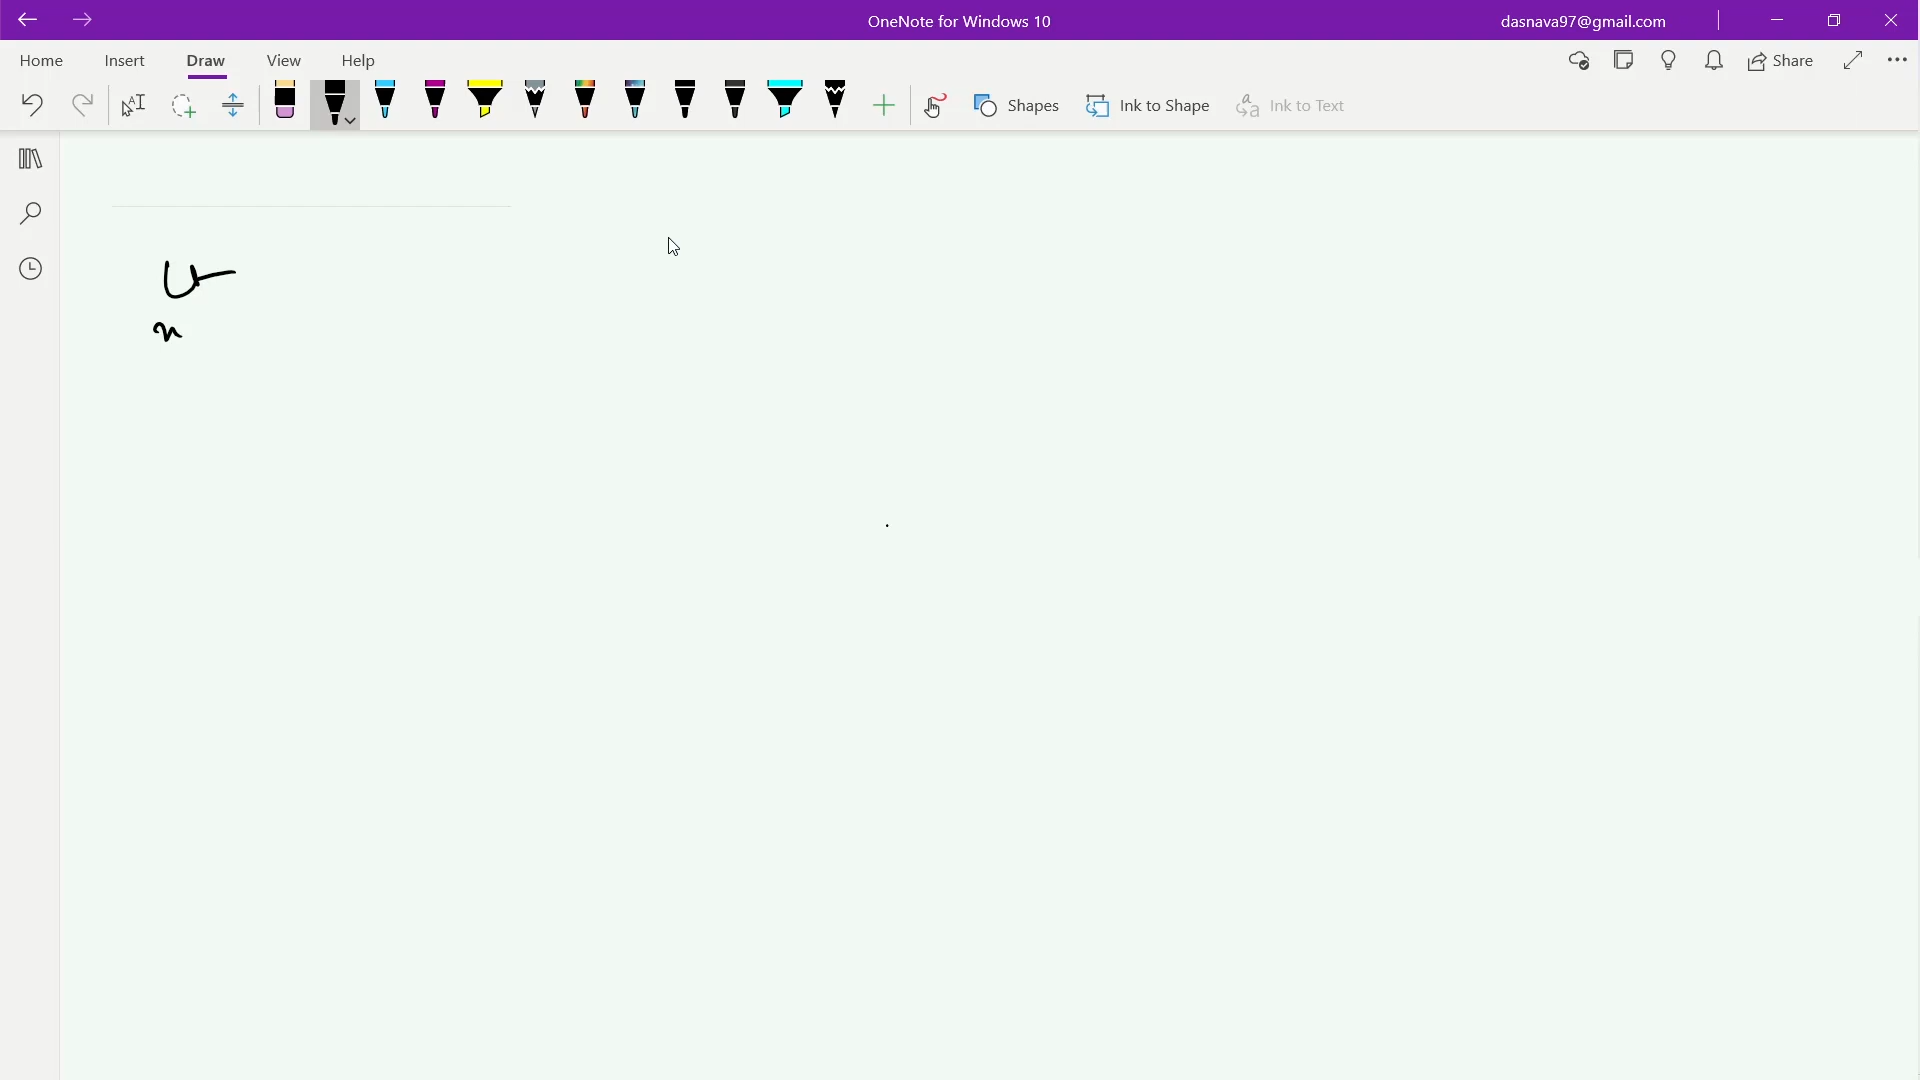 OneNote for Windows 10
dasnava97@gmail.com
Home Insert Draw View Help
Share
Shapes Ink to Shape Ink to Text